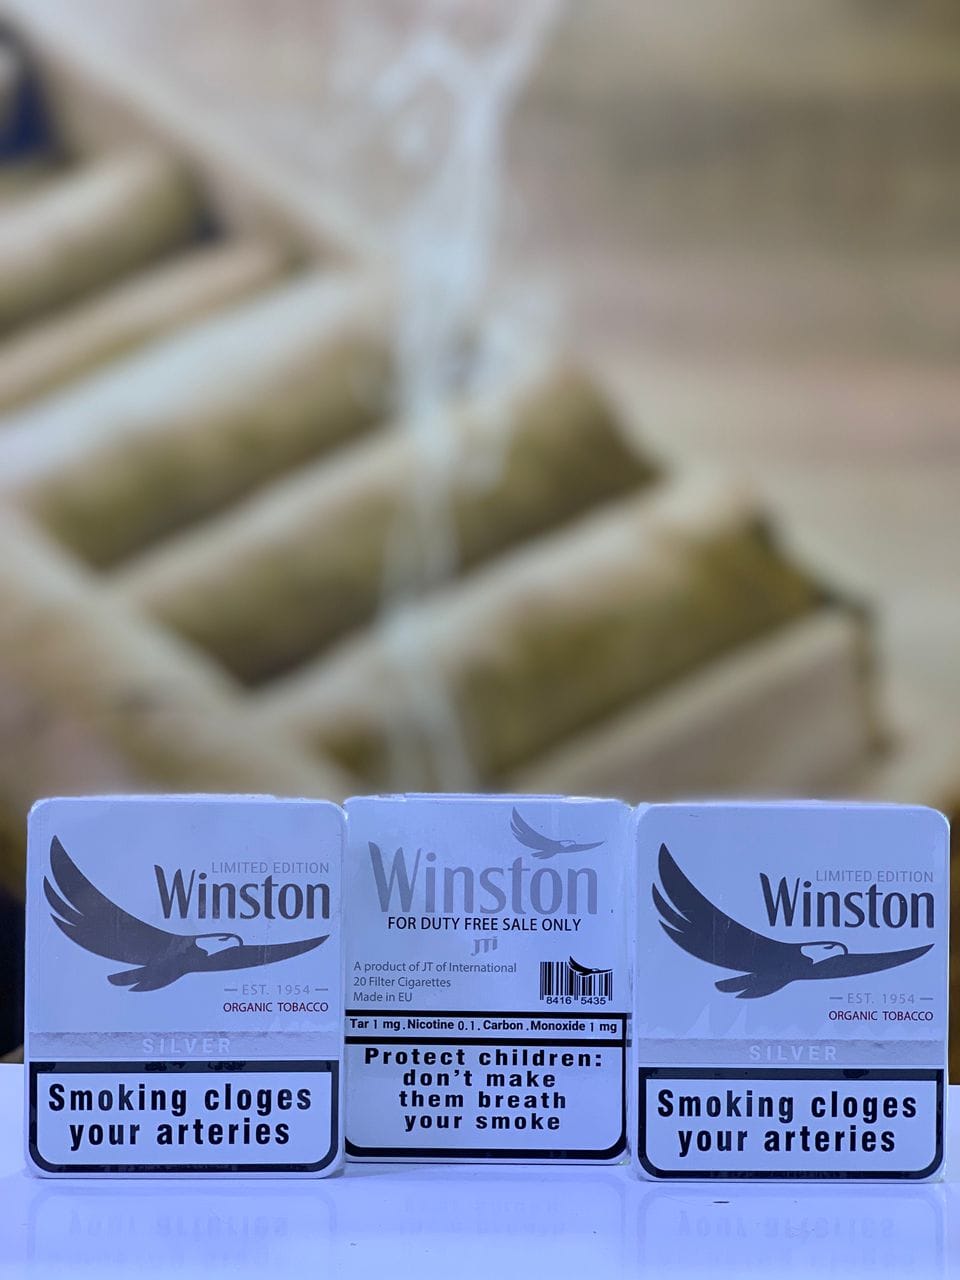 LIMITED EDITION
Winston
EST. 1954
ORGANIC TOBACCO
SILVER
Smoking cloges
your arteries
Winston
FOR DUTY FREE SALE ONLY
JTi
A product of JT of International
20 Filter Cigarettes
Made in EU
8416 5435
Tar 1 mg . Nicotine 0.1 . Carbon . Monoxide 1 mg
Protect children:
don't make
them breath
your smoke
LIMITED EDITION
Winston
EST. 1954
ORGANIC TOBACCO
SILVER
Smoking cloges
your arteries